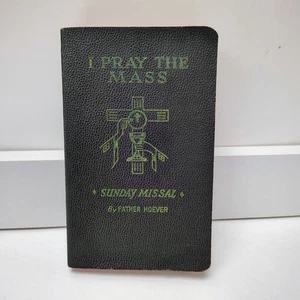 I PRAY THE
MASS
SUNDAY MISSAL
By FATHER HOEVER